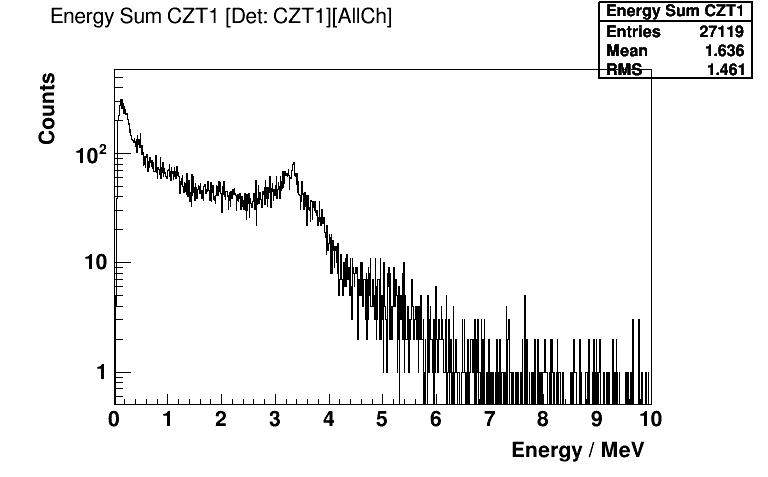 Energy Sum CZT1 [Det: CZT1][AllCh]
Energy Sum CZT1
Entries 27119
Mean 1.636
RMS 1.461
Counts
10²
10
1
0 1 2 3 4 5 6 7 8 9 10
Energy / MeV